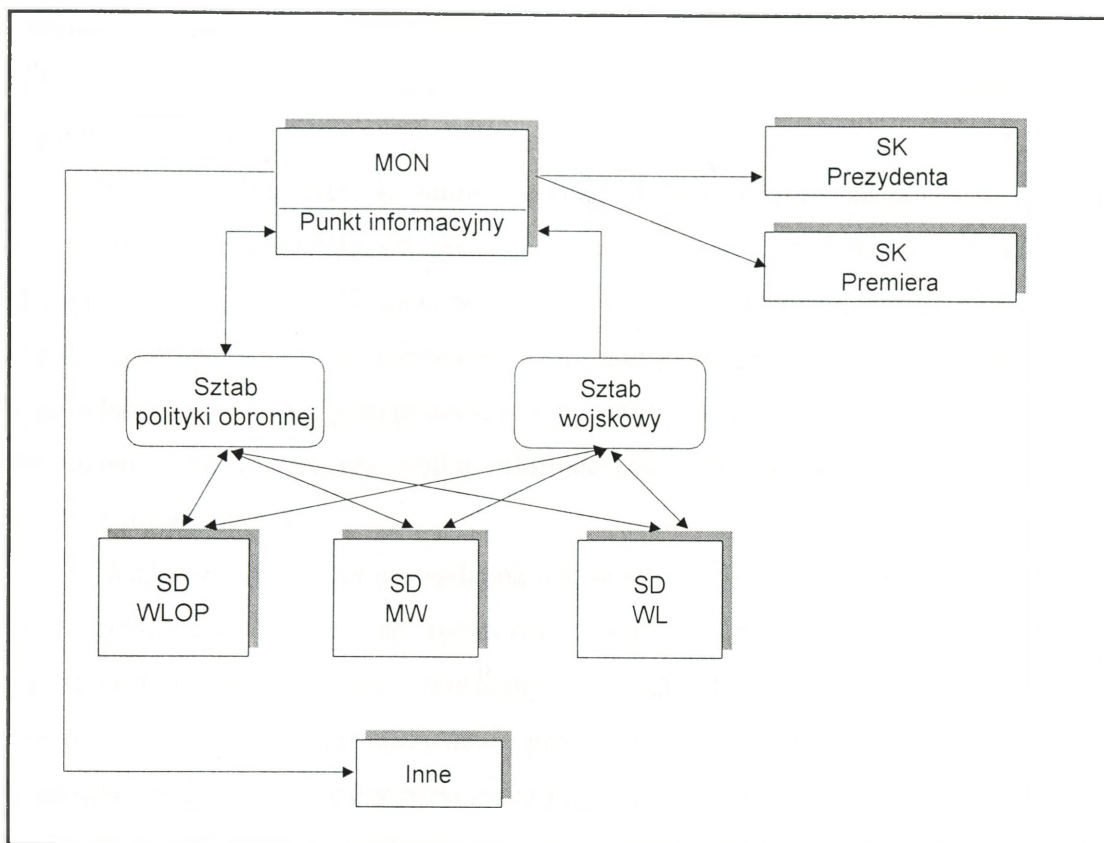 MON
Punkt informacyjny
SK
Prezydenta
SK
Premiera
Sztab
polityki obronnej
Sztab
wojskowy
SD
WLOP
SD
MW
SD
WL
Inne